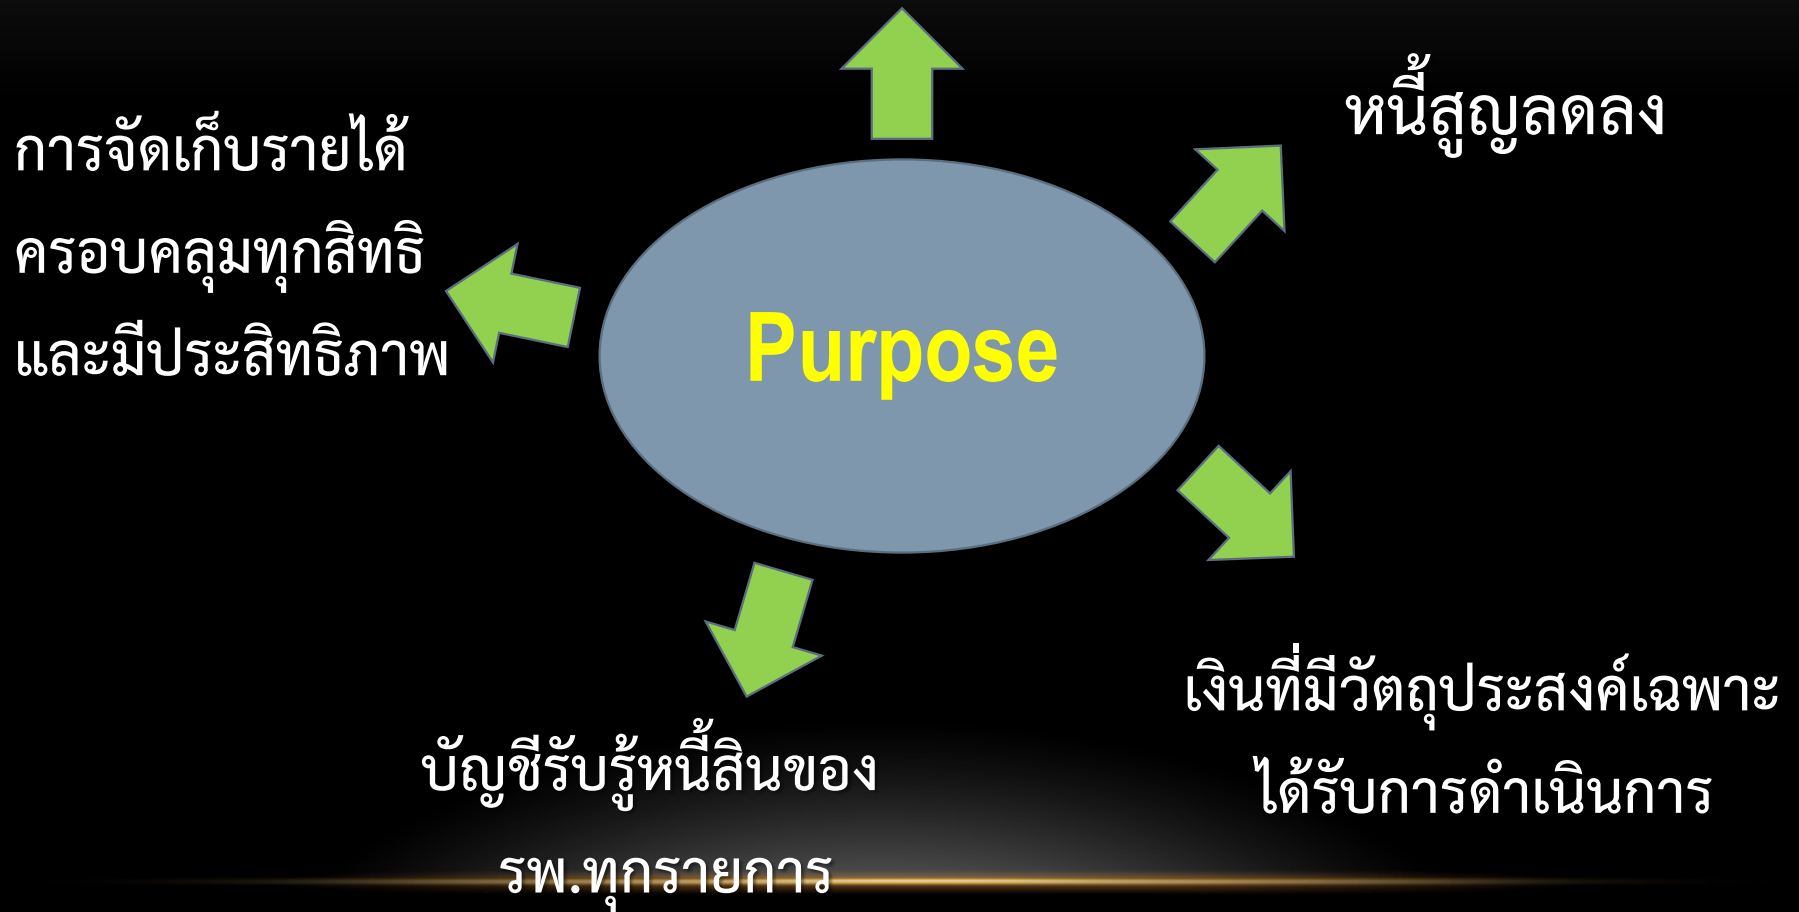 หนี้สูญลดลง
การจัดเก็บรายได้
ครอบคลุมทุกสิทธิ
และมีประสิทธิภาพ
Purpose
เงินที่มีวัตถุประสงค์เฉพาะ
ได้รับการดำเนินการ
บัญชีรับรู้หนี้สินของ
รพ.ทุกรายการ